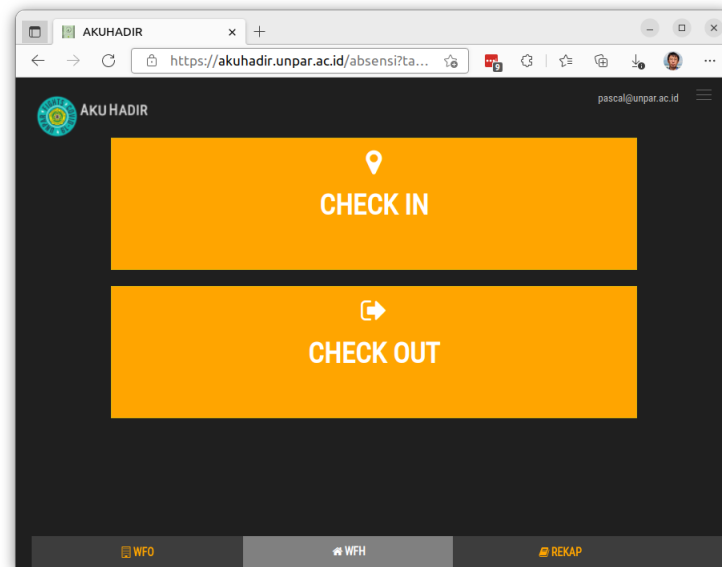 AKUHADIR
https://akuhadir.unpar.ac.id/absensi?ta...
9
AKU HADIR
pascal@unpar.ac.id
CHECK IN
CHECK OUT
WFO
WFH
REKAP